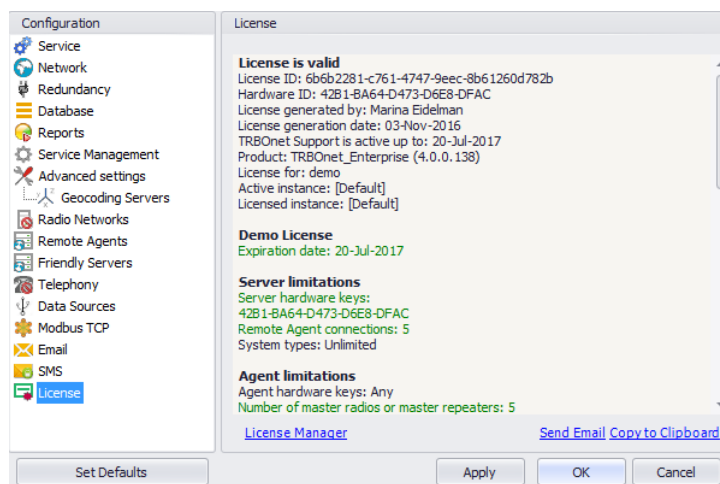 Configuration
Service
Network
Redundancy
Database
Reports
Service Management
Advanced settings
Geocoding Servers
Radio Networks
Remote Agents
Friendly Servers
Telephony
Data Sources
Modbus TCP
Email
SMS
License
License
License is valid
License ID: 6b6b2281-c761-4747-9eec-8b61260d782b
Hardware ID: 42B1-BA64-D473-D6E8-DFAC
License generated by: Marina Eidelman
License generation date: 03-Nov-2016
TRBOnet Support is active up to: 20-Jul-2017
Product: TRBOnet_Enterprise (4.0.0.138)
License for: demo
Active instance: [Default]
Licensed instance: [Default]
Demo License
Expiration date: 20-Jul-2017
Server limitations
Server hardware keys:
42B1-BA64-D473-D6E8-DFAC
Remote Agent connections: 5
System types: Unlimited
Agent limitations
Agent hardware keys: Any
Number of master radios or master repeaters: 5
License Manager
Send Email Copy to Clipboard
Set Defaults
Apply
OK
Cancel